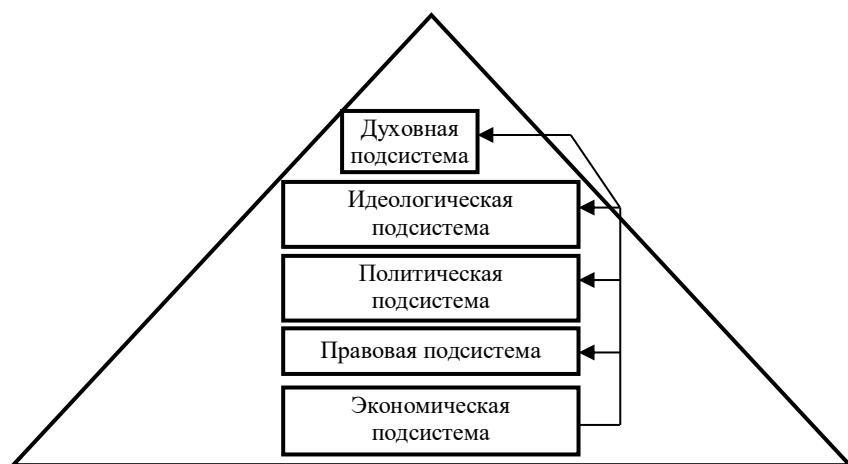 Духовная
подсистема
Идеологическая
подсистема
Политическая
подсистема
Правовая подсистема
Экономическая
подсистема